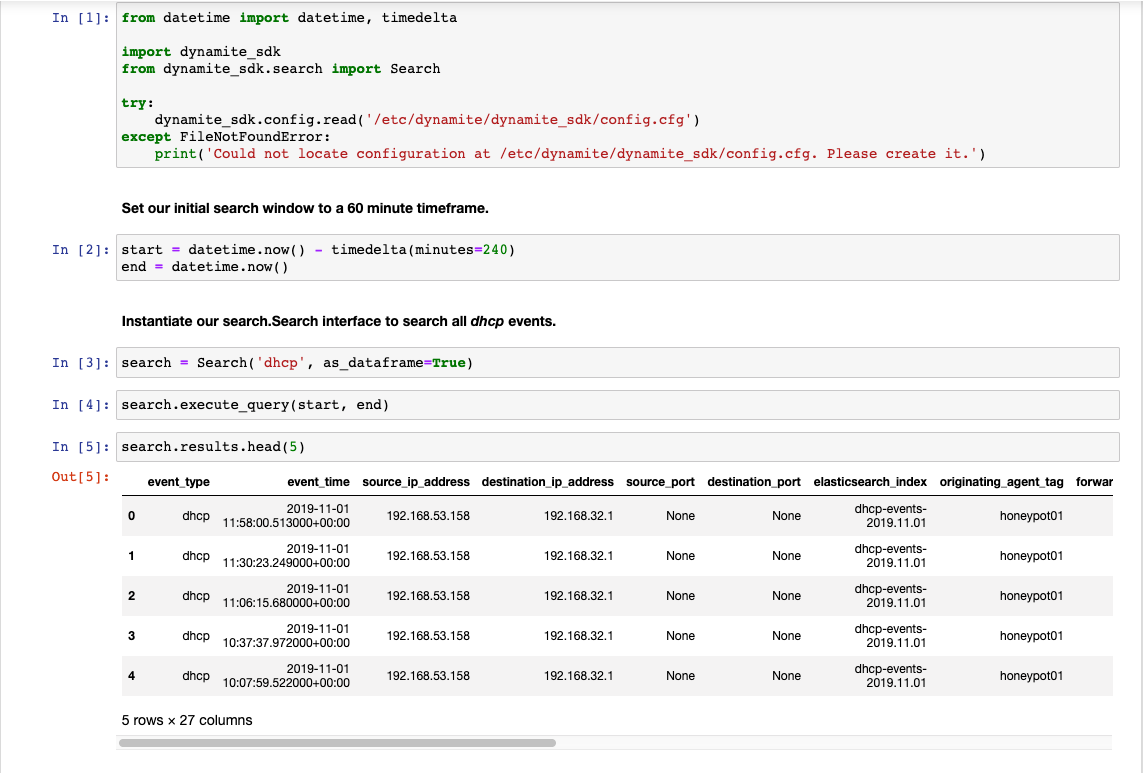 In [1]: from datetime import datetime, timedelta
import dynamite_sdk
from dynamite_sdk.search import Search
try:
    dynamite_sdk.config.read('/etc/dynamite/dynamite_sdk/config.cfg')
except FileNotFoundError:
    print('Could not locate configuration at /etc/dynamite/dynamite_sdk/config.cfg. Please create it.')
Set our initial search window to a 60 minute timeframe.
In [2]: start = datetime.now() - timedelta(minutes=240)
end = datetime.now()
Instantiate our search.Search interface to search all dhcp events.
In [3]: search = Search('dhcp', as_dataframe=True)
In [4]: search.execute_query(start, end)
In [5]: search.results.head(5)
Out[5]:
event_type event_time source_ip_address destination_ip_address source_port destination_port elasticsearch_index originating_agent_tag forwar
0 dhcp 2019-11-01 11:58:00.513000+00:00 192.168.53.158 192.168.32.1 None None dhcp-events-2019.11.01 honeypot01
1 dhcp 2019-11-01 11:30:23.249000+00:00 192.168.53.158 192.168.32.1 None None dhcp-events-2019.11.01 honeypot01
2 dhcp 2019-11-01 11:06:15.680000+00:00 192.168.53.158 192.168.32.1 None None dhcp-events-2019.11.01 honeypot01
3 dhcp 2019-11-01 10:37:37.972000+00:00 192.168.53.158 192.168.32.1 None None dhcp-events-2019.11.01 honeypot01
4 dhcp 2019-11-01 10:07:59.522000+00:00 192.168.53.158 192.168.32.1 None None dhcp-events-2019.11.01 honeypot01
5 rows × 27 columns